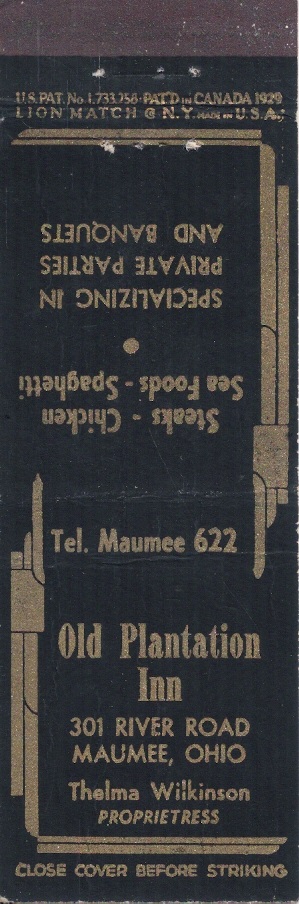 U.S. PAT. No. 1,733,258 · PAT'D IN CANADA 1929
LION MATCH Co N.Y. MADE IN U.S.A.
Steaks - Chicken
Sea Foods - Spaghetti
SPECIALIZING IN
PRIVATE PARTIES
AND BANQUETS
Tel. Maumee 622
Old Plantation
Inn
301 RIVER ROAD
MAUMEE, OHIO
Thelma Wilkinson
PROPRIETRESS
CLOSE COVER BEFORE STRIKING